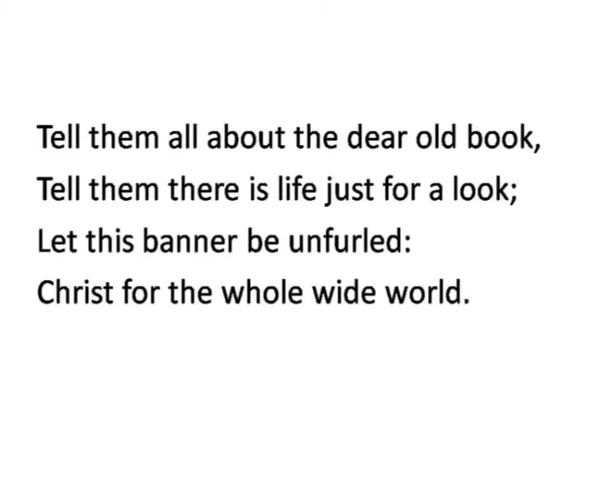 Tell them all about the dear old book,
Tell them there is life just for a look;
Let this banner be unfurled:
Christ for the whole wide world.